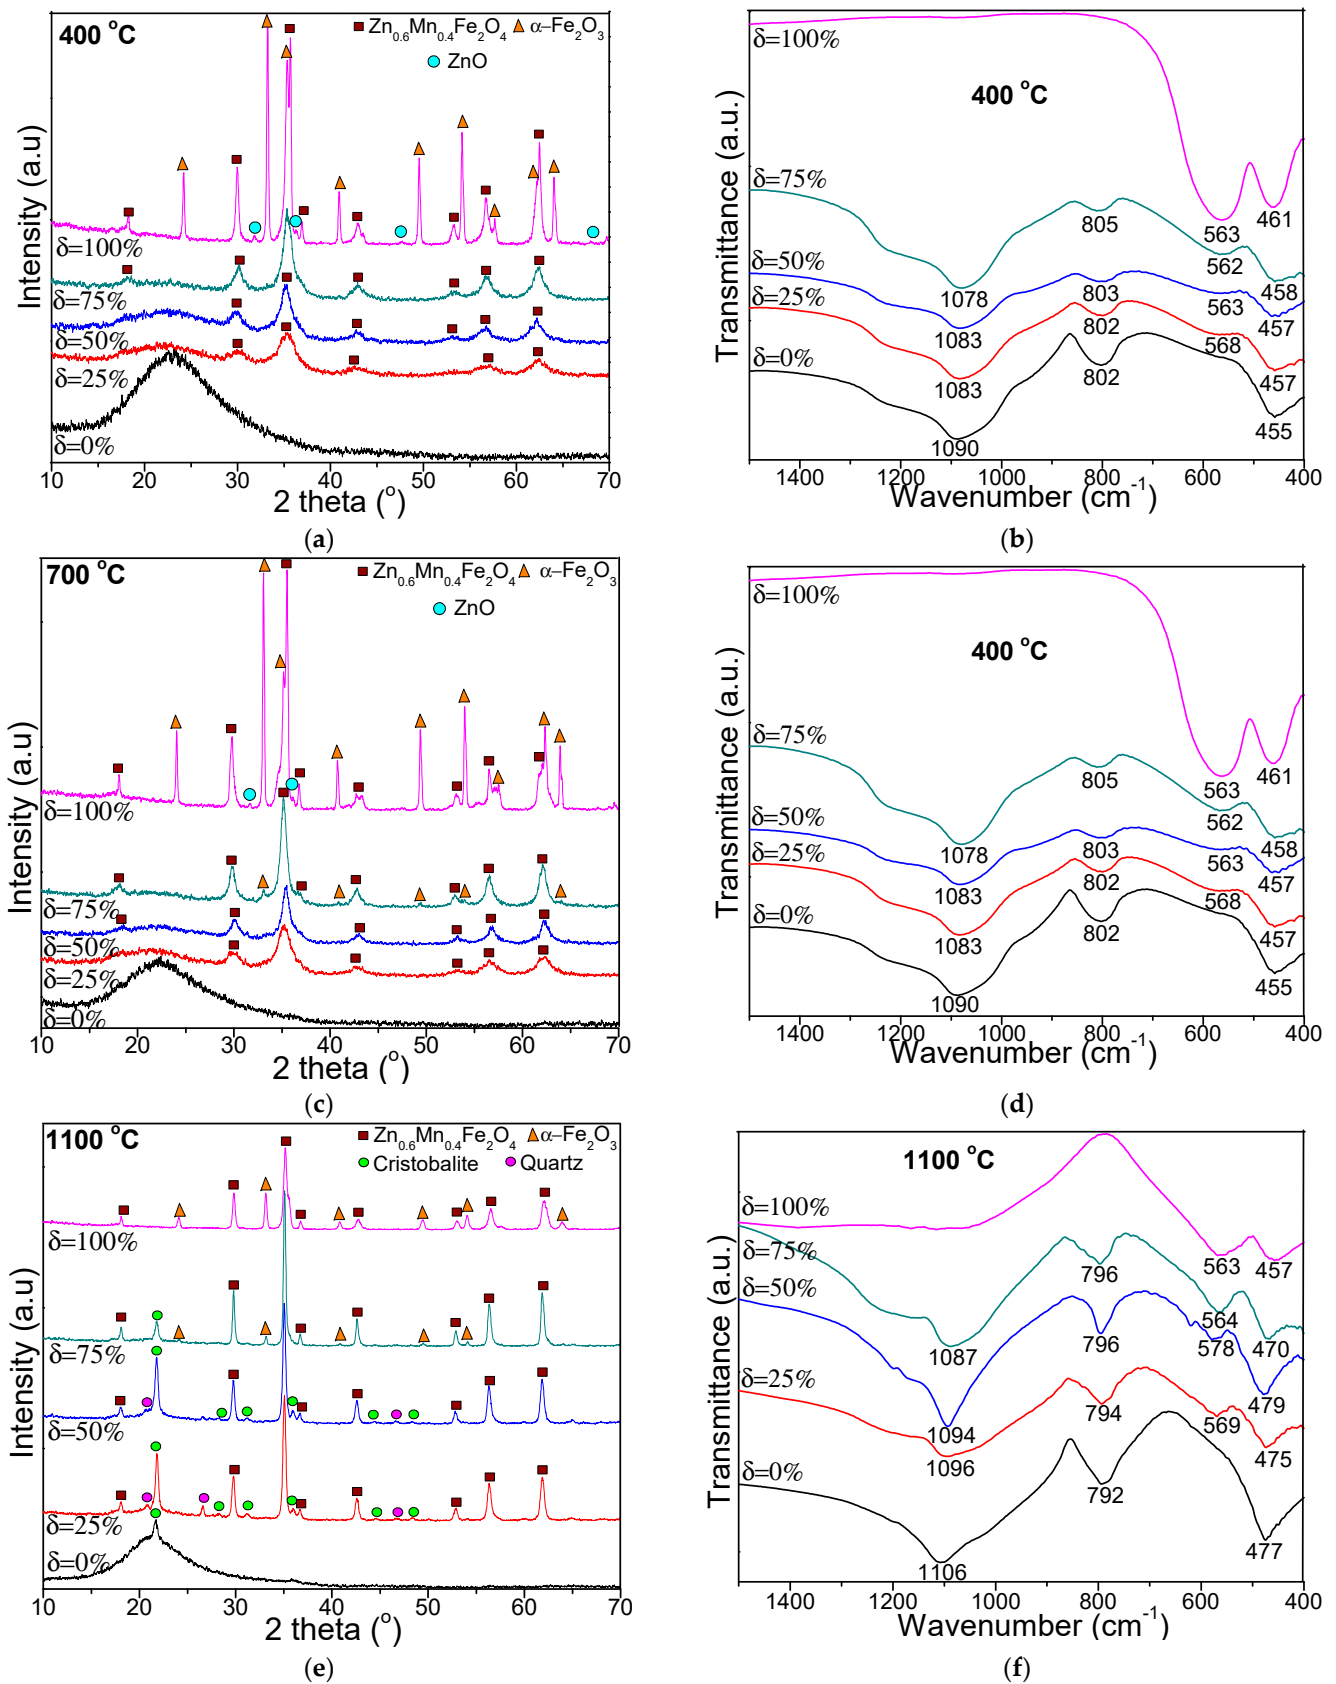 400 °C
Zn0.6Mn0.4Fe2O4 α–Fe2O3
ZnO
δ=100%
δ=75%
δ=50%
δ=25%
δ=0%
Intensity (a.u)
10 20 30 40 50 60 70
2 theta (°)
(a)
δ=100%
400 °C
δ=75%
δ=50%
δ=25%
δ=0%
563 461
805 562 458
1078
803 563 457
1083
802 568 457
1083
802 455
1090
Transmittance (a.u.)
1400 1200 1000 800 600 400
Wavenumber (cm-1)
(b)
700 °C
Zn0.6Mn0.4Fe2O4 α–Fe2O3
ZnO
δ=100%
δ=75%
δ=50%
δ=25%
δ=0%
Intensity (a.u)
10 20 30 40 50 60 70
2 theta (°)
(c)
δ=100%
400 °C
δ=75%
δ=50%
δ=25%
δ=0%
563 461
805 562 458
1078
803 563 457
1083
802 568 457
1083
802 455
1090
Transmittance (a.u.)
1400 1200 1000 800 600 400
Wavenumber (cm-1)
(d)
1100 °C
Zn0.6Mn0.4Fe2O4 α–Fe2O3
Cristobalite Quartz
δ=100%
δ=75%
δ=50%
δ=25%
δ=0%
Intensity (a.u)
10 20 30 40 50 60 70
2 theta (°)
(e)
1100 °C
δ=100%
δ=75%
δ=50%
δ=25%
δ=0%
563 457
796 564 470
1087
796 578 479
1094
794 569 475
1096
792 477
1106
Transmittance (a.u.)
1400 1200 1000 800 600 400
Wavenumber (cm-1)
(f)